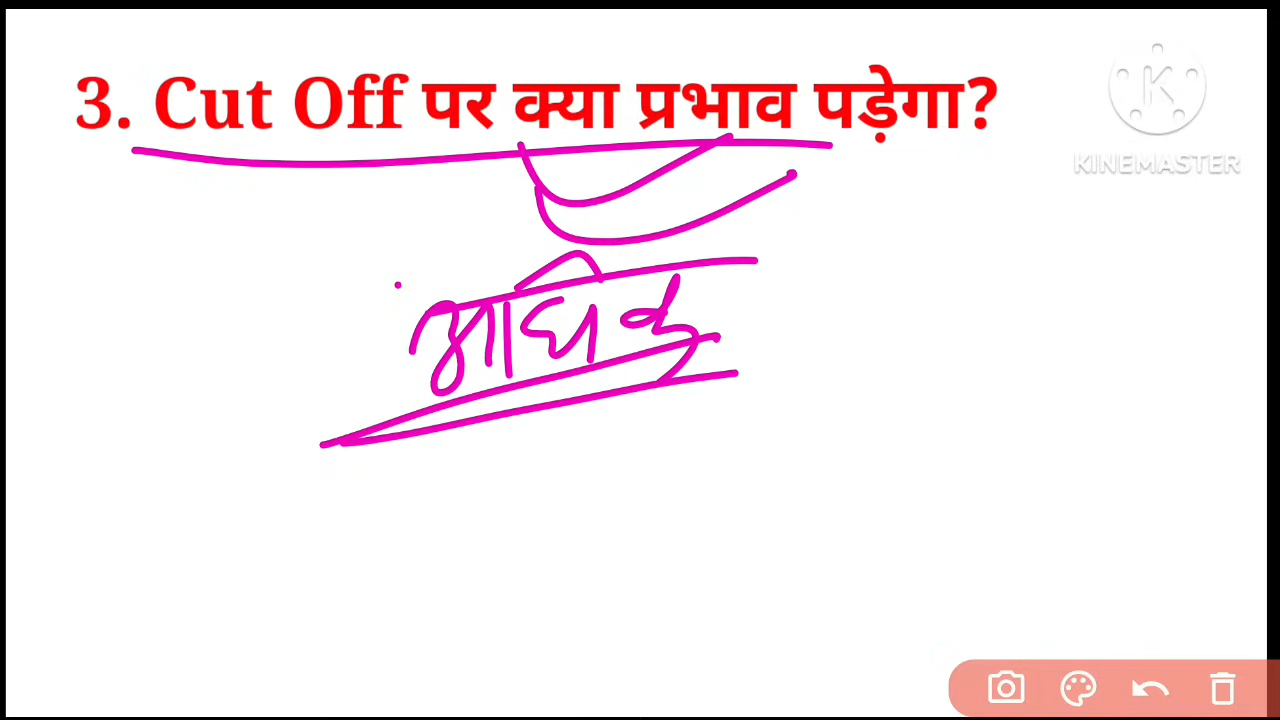 3. Cut Off पर क्या प्रभाव पड़ेगा?
K
KINEMASTER
अधिक